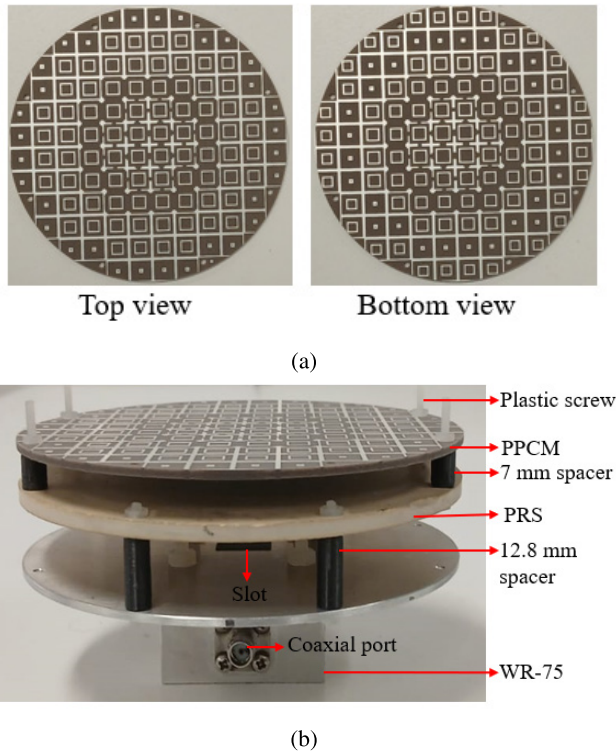 Top view
Bottom view
(a)
Plastic screw
PPCM
7 mm spacer
PRS
12.8 mm
spacer
Slot
Coaxial port
WR-75
(b)